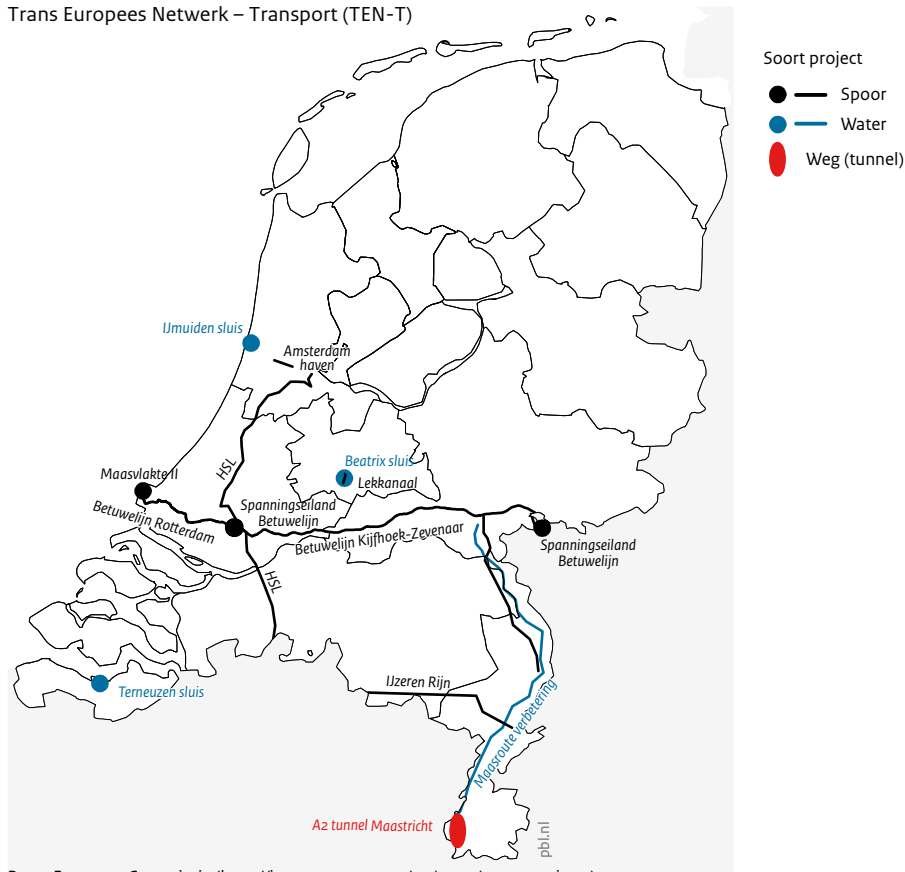 Trans Europees Netwerk – Transport (TEN-T)
Soort project
Spoor
Water
Weg (tunnel)
IJmuiden sluis
Amsterdam
haven
HSL
Beatrix sluis
Lekkanaal
Maasvlakte II
Betuwelijn Rotterdam
Spanningseiland
Betuwelijn
Betuwelijn Kijfhoek-Zevenaar
Spanningseiland
Betuwelijn
HSL
IJzeren Rijn
Terneuzen sluis
Maasroute verbetering
A2 tunnel Maastricht
pbl.nl